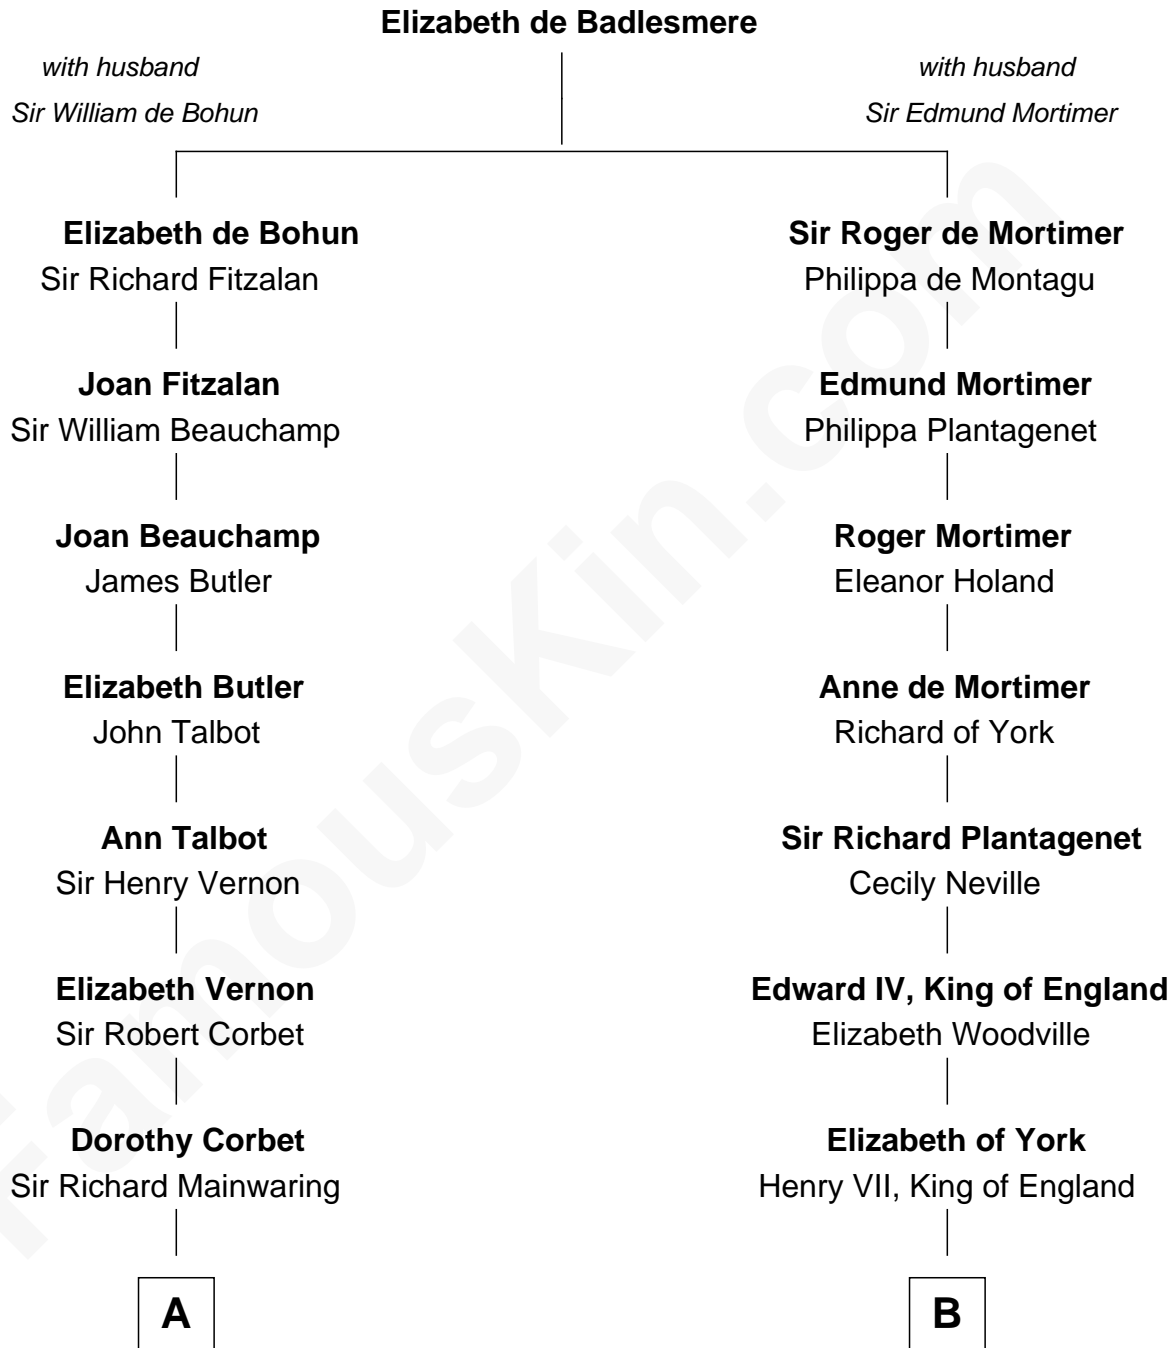 Elizabeth de Badlesmere
with husband
Sir William de Bohun
with husband
Sir Edmund Mortimer
Elizabeth de Bohun
Sir Richard Fitzalan
Sir Roger de Mortimer
Philippa de Montagu
Joan Fitzalan
Sir William Beauchamp
Edmund Mortimer
Philippa Plantagenet
Joan Beauchamp
James Butler
Roger Mortimer
Eleanor Holand
Elizabeth Butler
John Talbot
Anne de Mortimer
Richard of York
Ann Talbot
Sir Henry Vernon
Sir Richard Plantagenet
Cecily Neville
Elizabeth Vernon
Sir Robert Corbet
Edward IV, King of England
Elizabeth Woodville
Dorothy Corbet
Sir Richard Mainwaring
Elizabeth of York
Henry VII, King of England
A
B
FamousKin.com